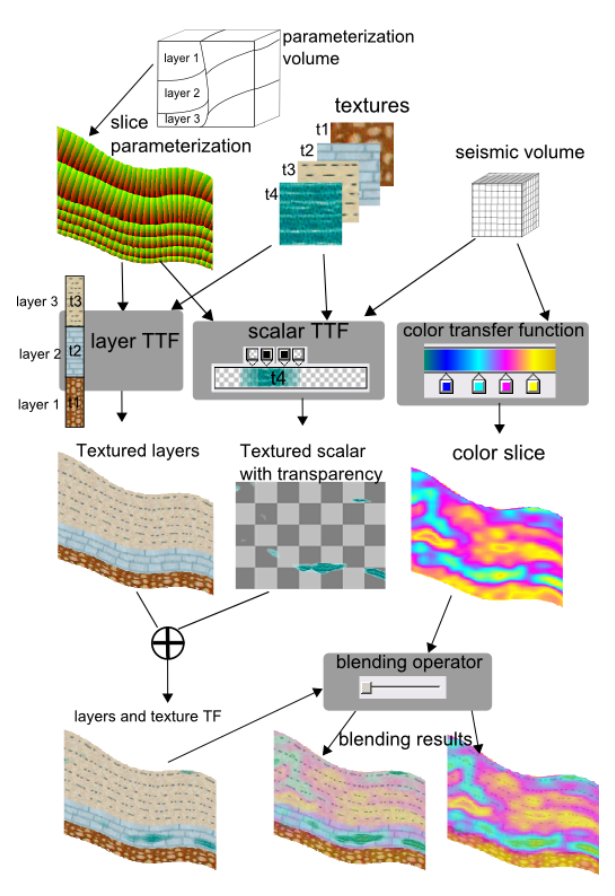 parameterization
volume
layer 1
layer 2
layer 3
slice
parameterization
textures
t1
t2
t3
t4
seismic volume
layer 3
layer 2
layer 1
t3
t2
t1
layer TTF
scalar TTF
t4
color transfer function
Textured layers
Textured scalar
with transparency
color slice
blending operator
layers and texture TF
blending results